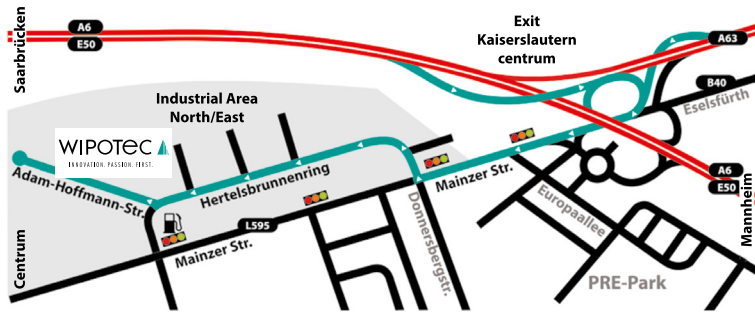 A6
E50
Saarbrücken
Exit
Kaiserslautern
centrum
A63
B40
Eselsfürth
Industrial Area
North/East
WIPOTEC
INNOVATION. PASSION. FIRST.
Adam-Hoffmann-Str.
Hertelsbrunnenring
Mainzer Str.
A6
E50
Mannheim
Europaallee
Donnersbergstr.
L595
Mainzer Str.
Centrum
PRE-Park